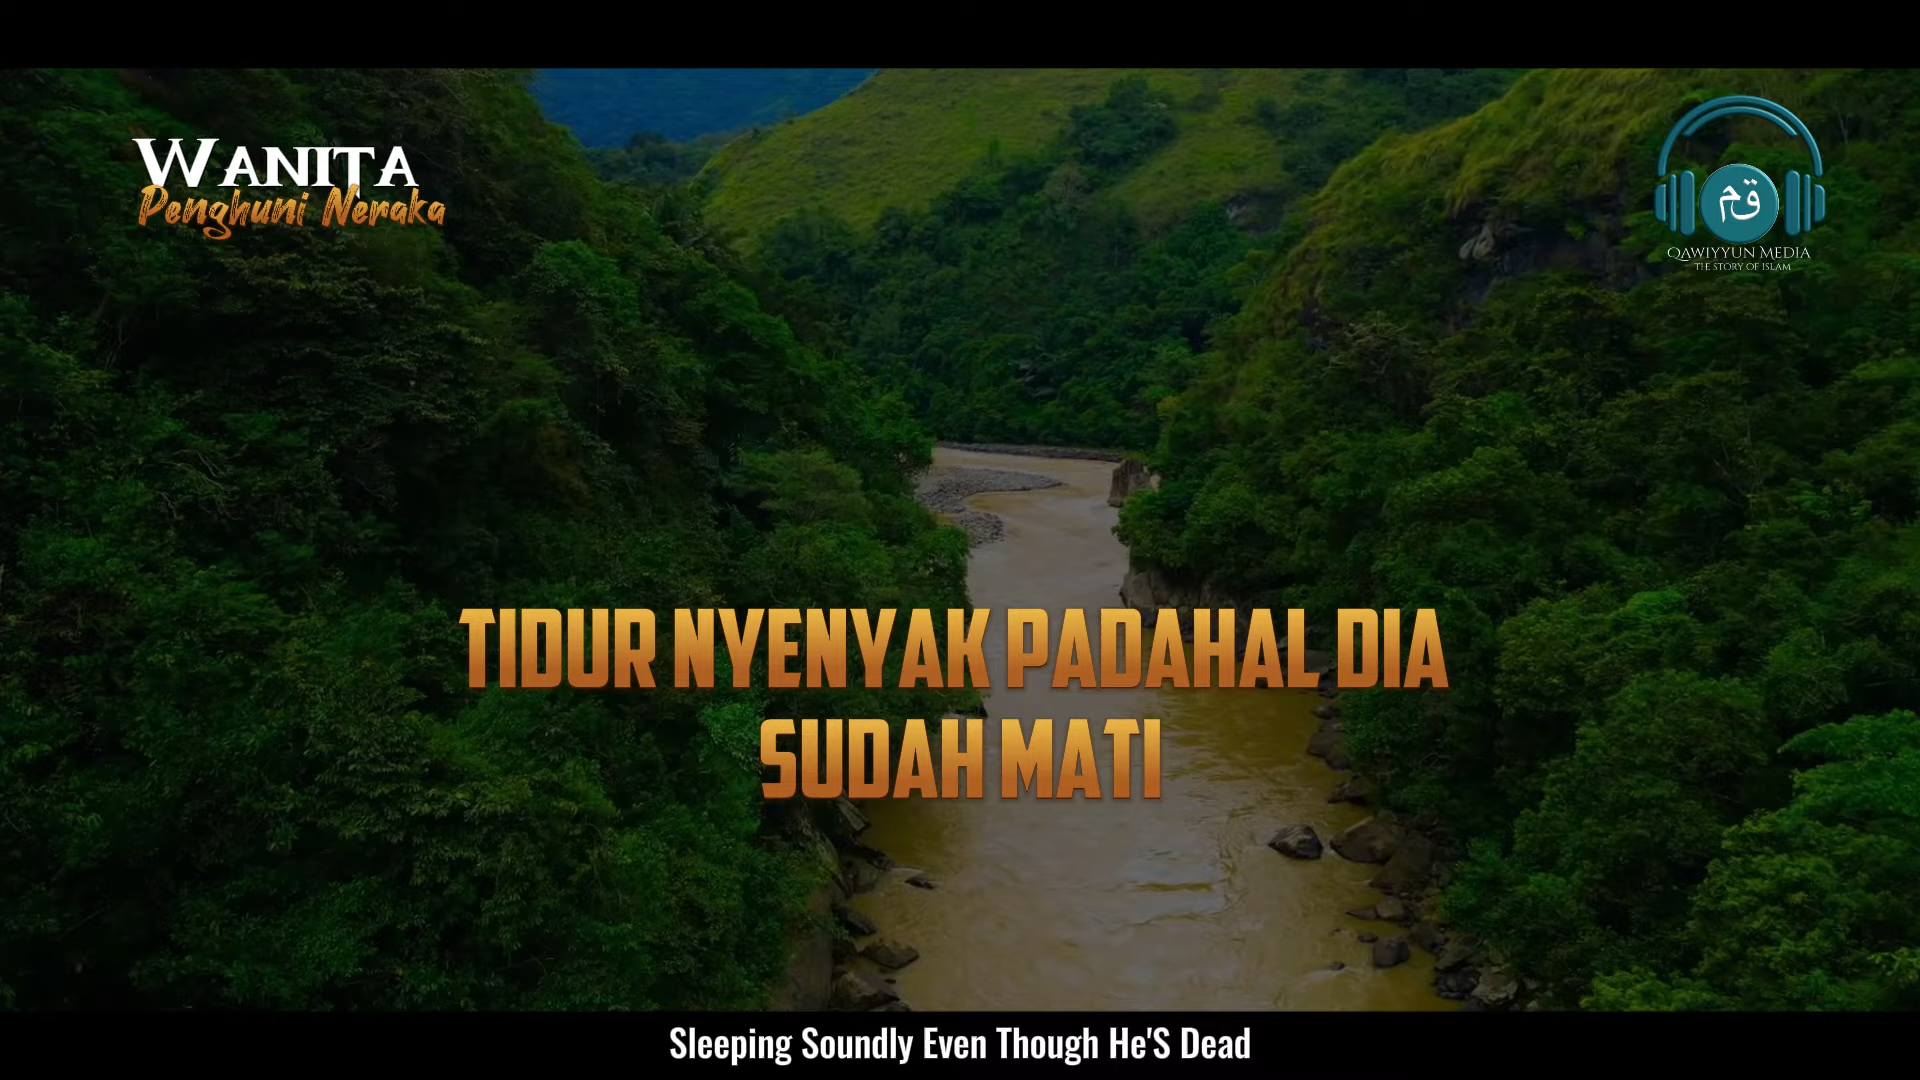 WANITA
Penghuni Neraka
قم
QAWIYYUN MEDIA
THE STORY OF ISLAM
TIDUR NYENYAK PADAHAL DIA
SUDAH MATI
Sleeping Soundly Even Though He'S Dead